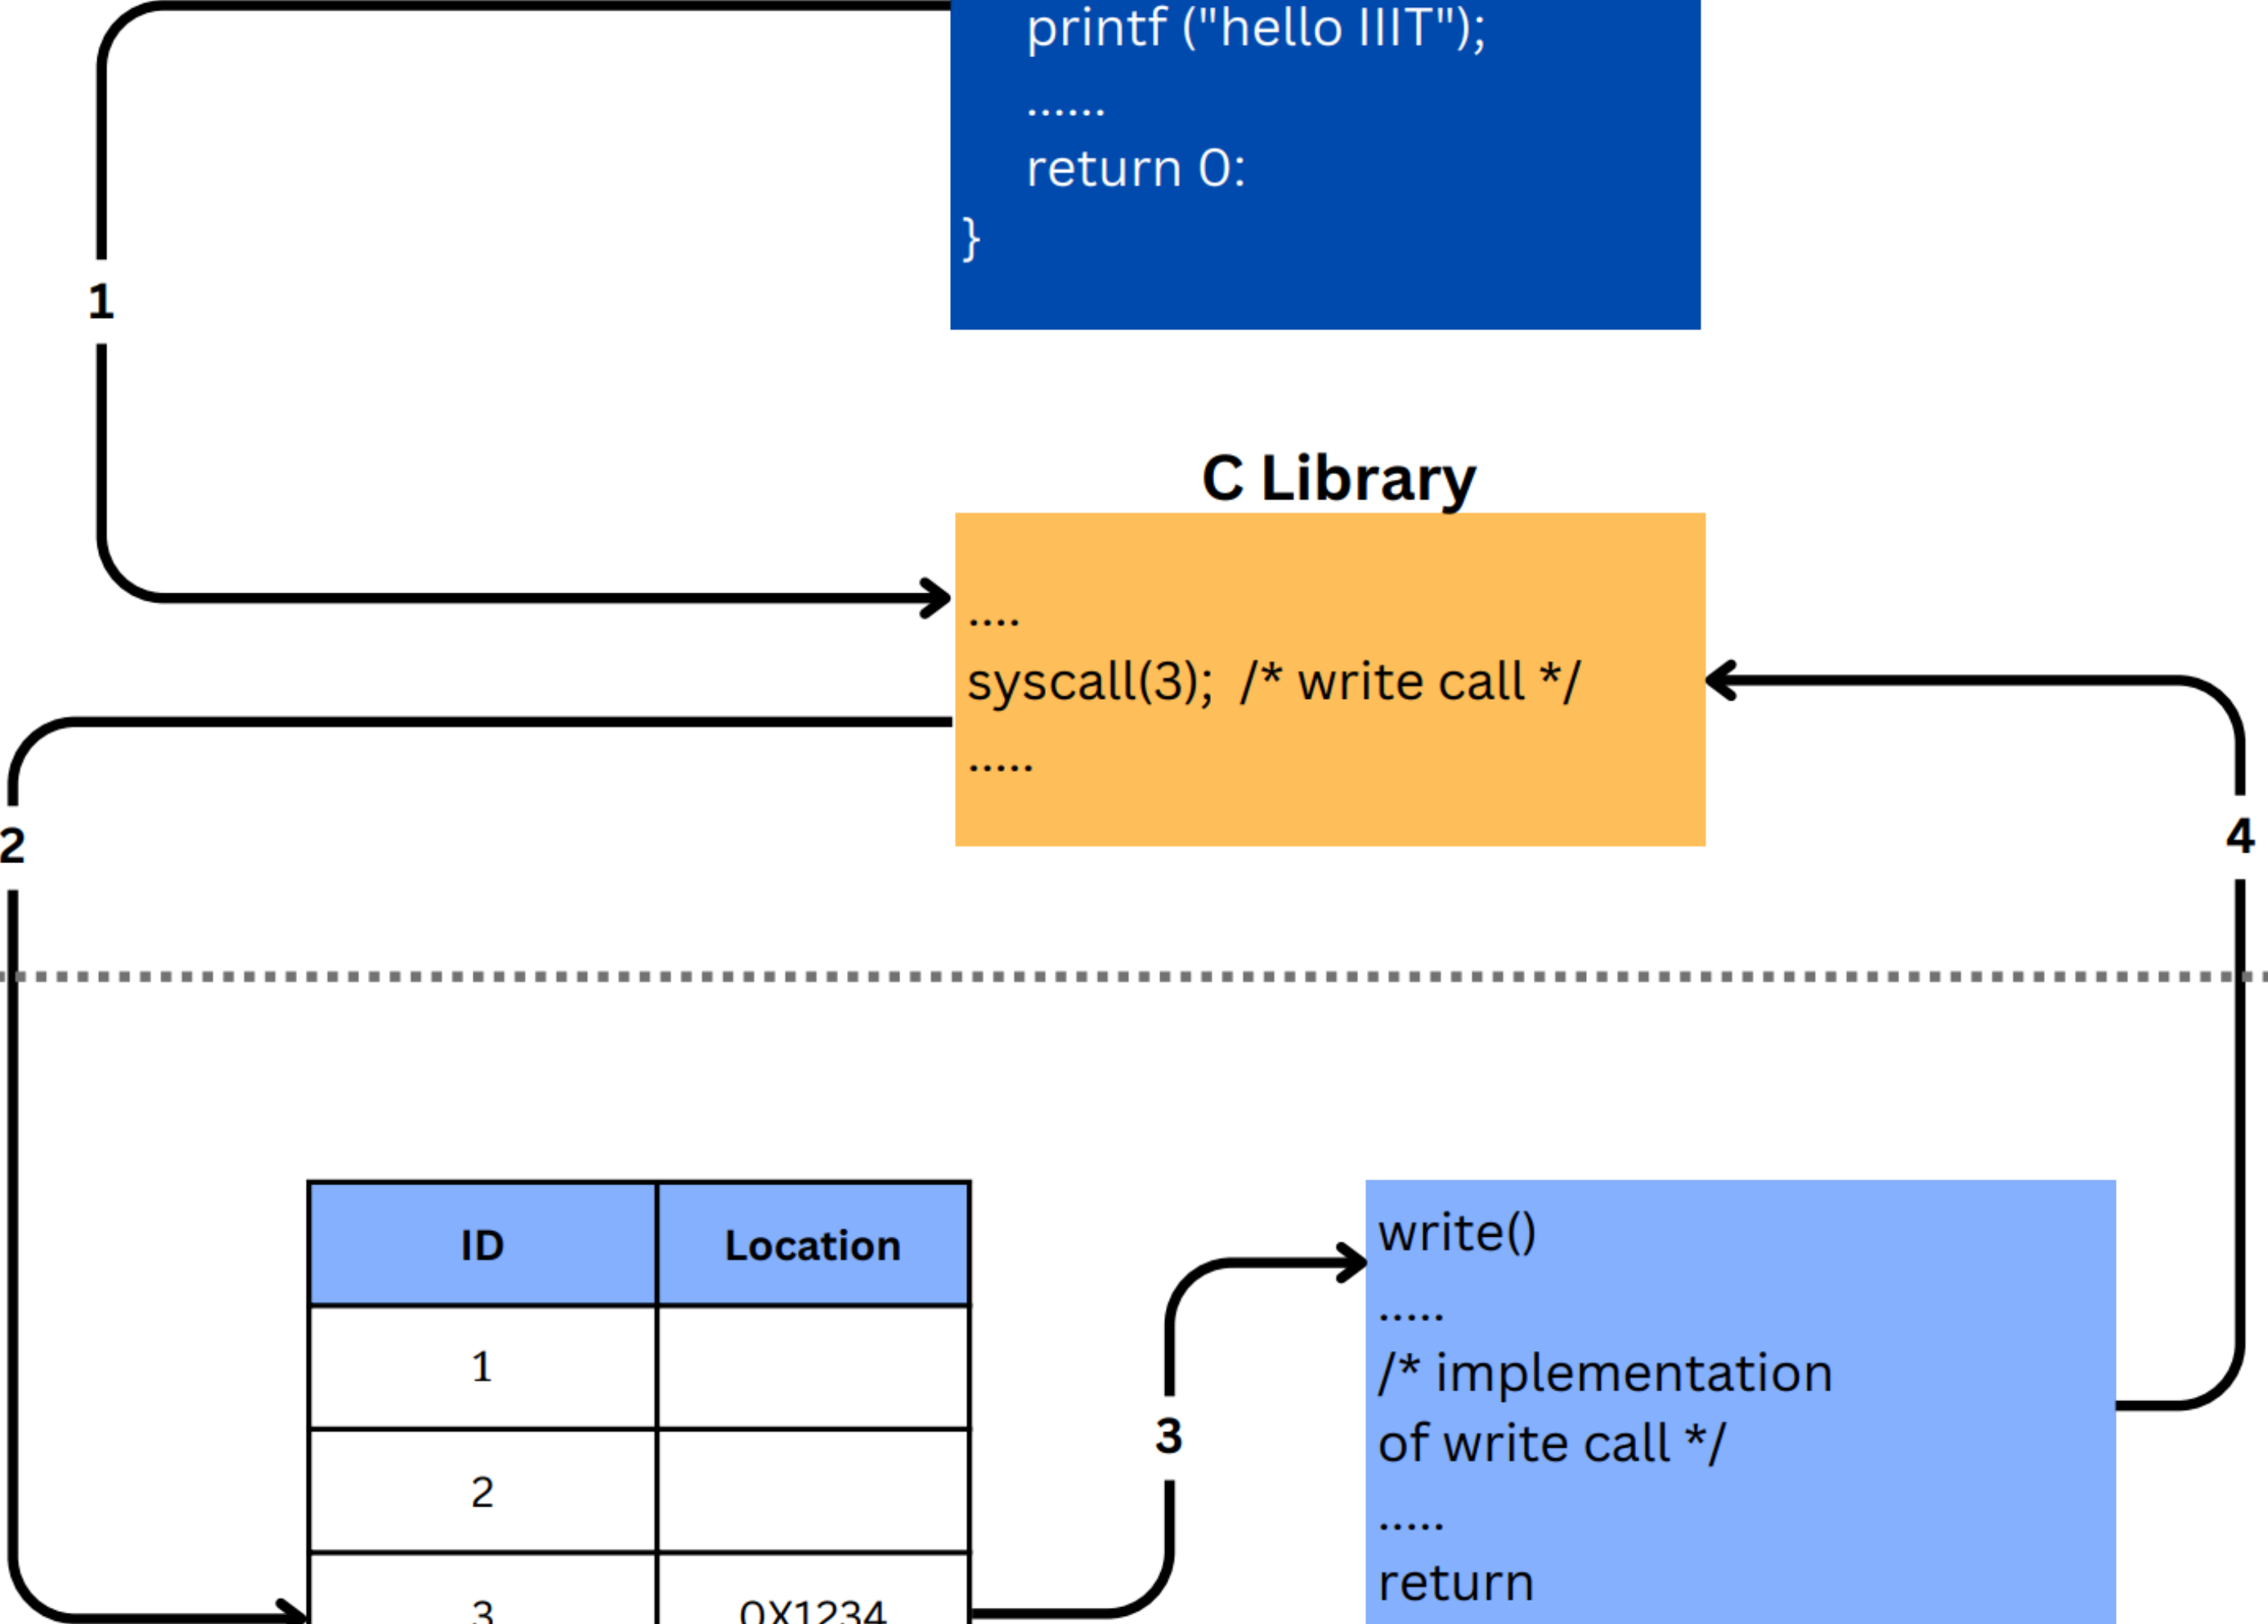 printf ("hello IIIT");
......
return 0:
}
1
C Library
....
syscall(3);  /* write call */
.....
2
4
ID Location
1
2
3 0X1234
3
write()
.....
/* implementation
of write call */
.....
return